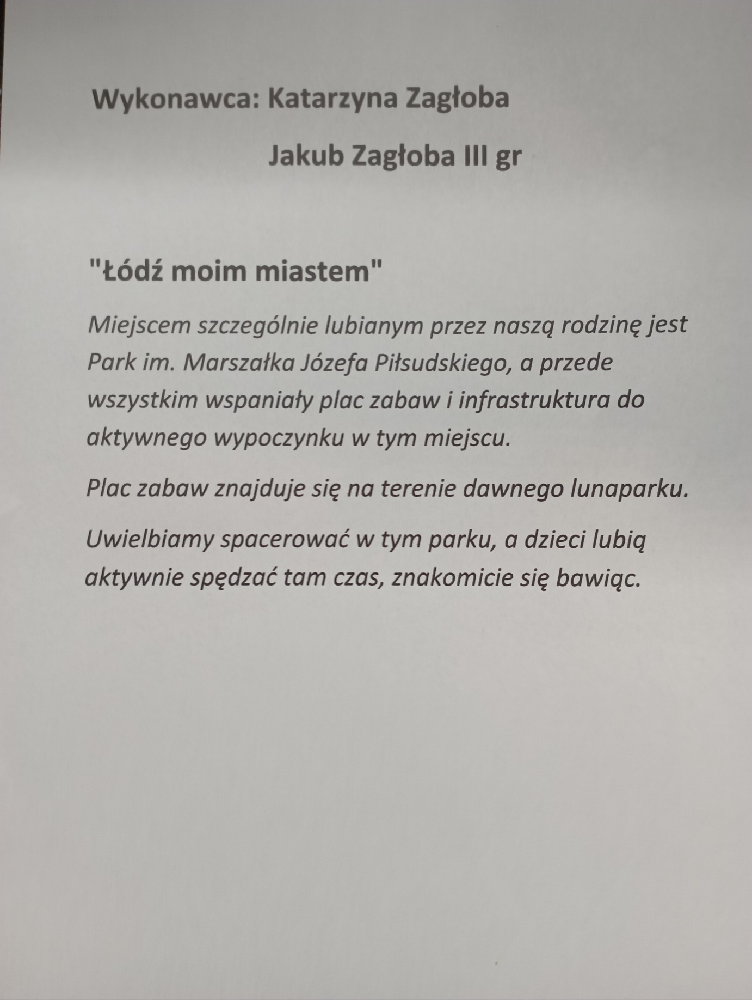 Wykonawca: Katarzyna Zagłoba
Jakub Zagłoba III gr
"Łódź moim miastem"
Miejscem szczególnie lubianym przez naszą rodzinę jest
Park im. Marszałka Józefa Piłsudskiego, a przede
wszystkim wspaniały plac zabaw i infrastruktura do
aktywnego wypoczynku w tym miejscu.
Plac zabaw znajduje się na terenie dawnego lunaparku.
Uwielbiamy spacerować w tym parku, a dzieci lubią
aktywnie spędzać tam czas, znakomicie się bawiąc.